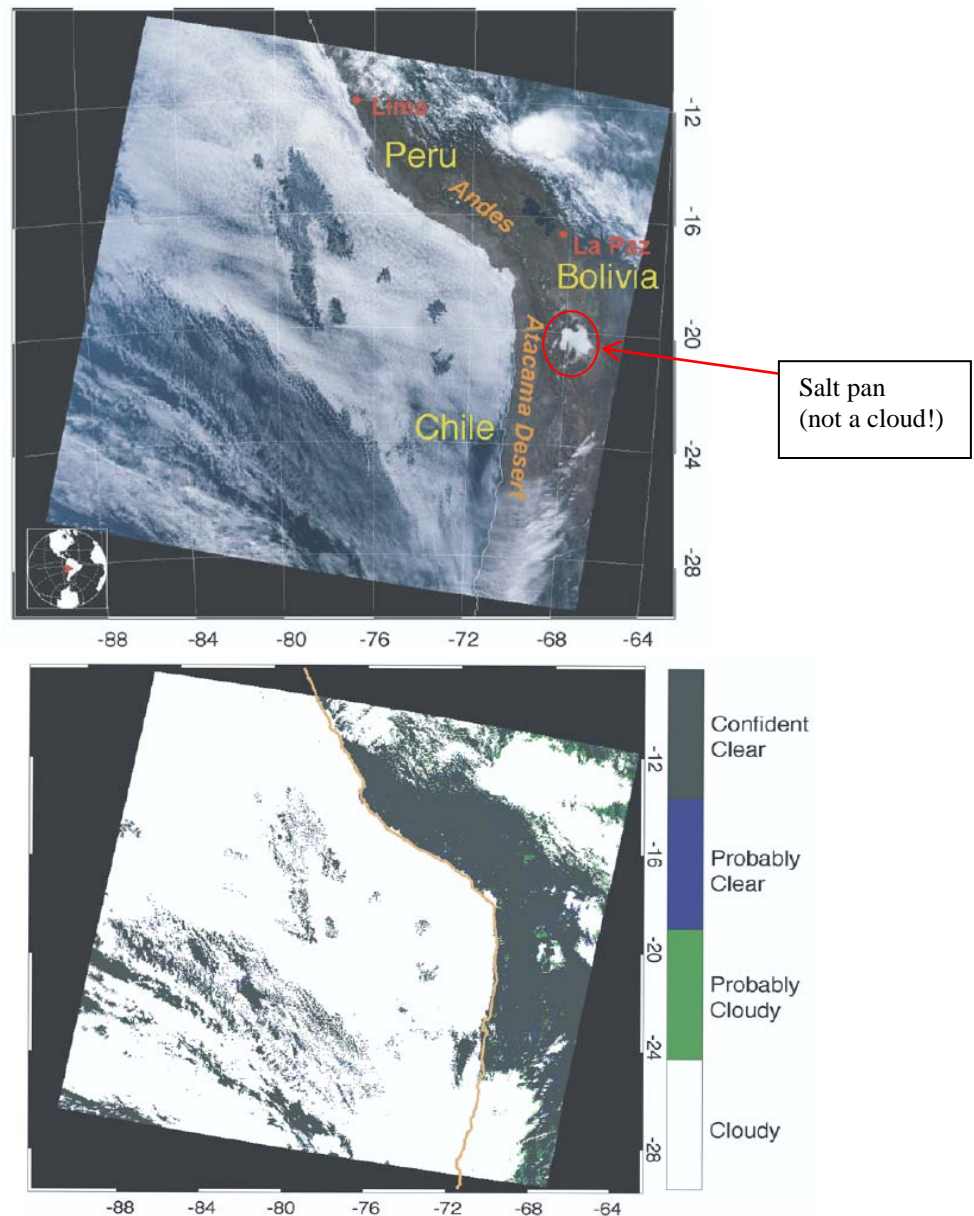 Lima
Peru
Andes
La Paz
Bolivia
Atacama Desert
Chile
-12
-16
-20
-24
-28
-88
-84
-80
-76
-72
-68
-64
Salt pan
(not a cloud!)
-12
-16
-20
-24
-28
-88
-84
-80
-76
-72
-68
-64
Confident
Clear
Probably
Clear
Probably
Cloudy
Cloudy